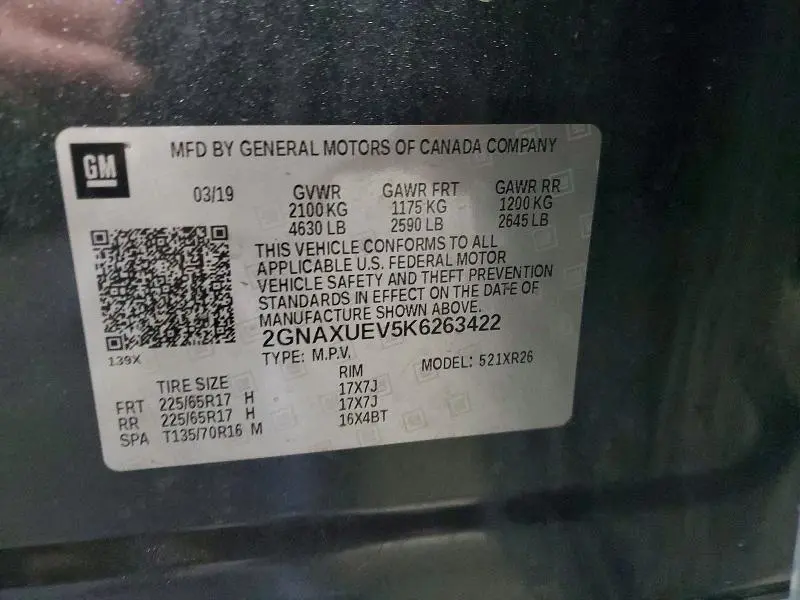 GM
MFD BY GENERAL MOTORS OF CANADA COMPANY
03/19 GVWR GAWR FRT GAWR RR
2100 KG 1175 KG 1200 KG
4630 LB 2590 LB 2645 LB
THIS VEHICLE CONFORMS TO ALL
APPLICABLE U.S. FEDERAL MOTOR
VEHICLE SAFETY AND THEFT PREVENTION
STANDARDS IN EFFECT ON THE DATE OF
MANUFACTURE SHOWN ABOVE.
2GNAXUEV5K6263422
139X
TYPE: M.P.V. MODEL: 521XR26
TIRE SIZE RIM
FRT 225/65R17 H 17X7J
RR 225/65R17 H 17X7J
SPA T135/70R16 M 16X4BT